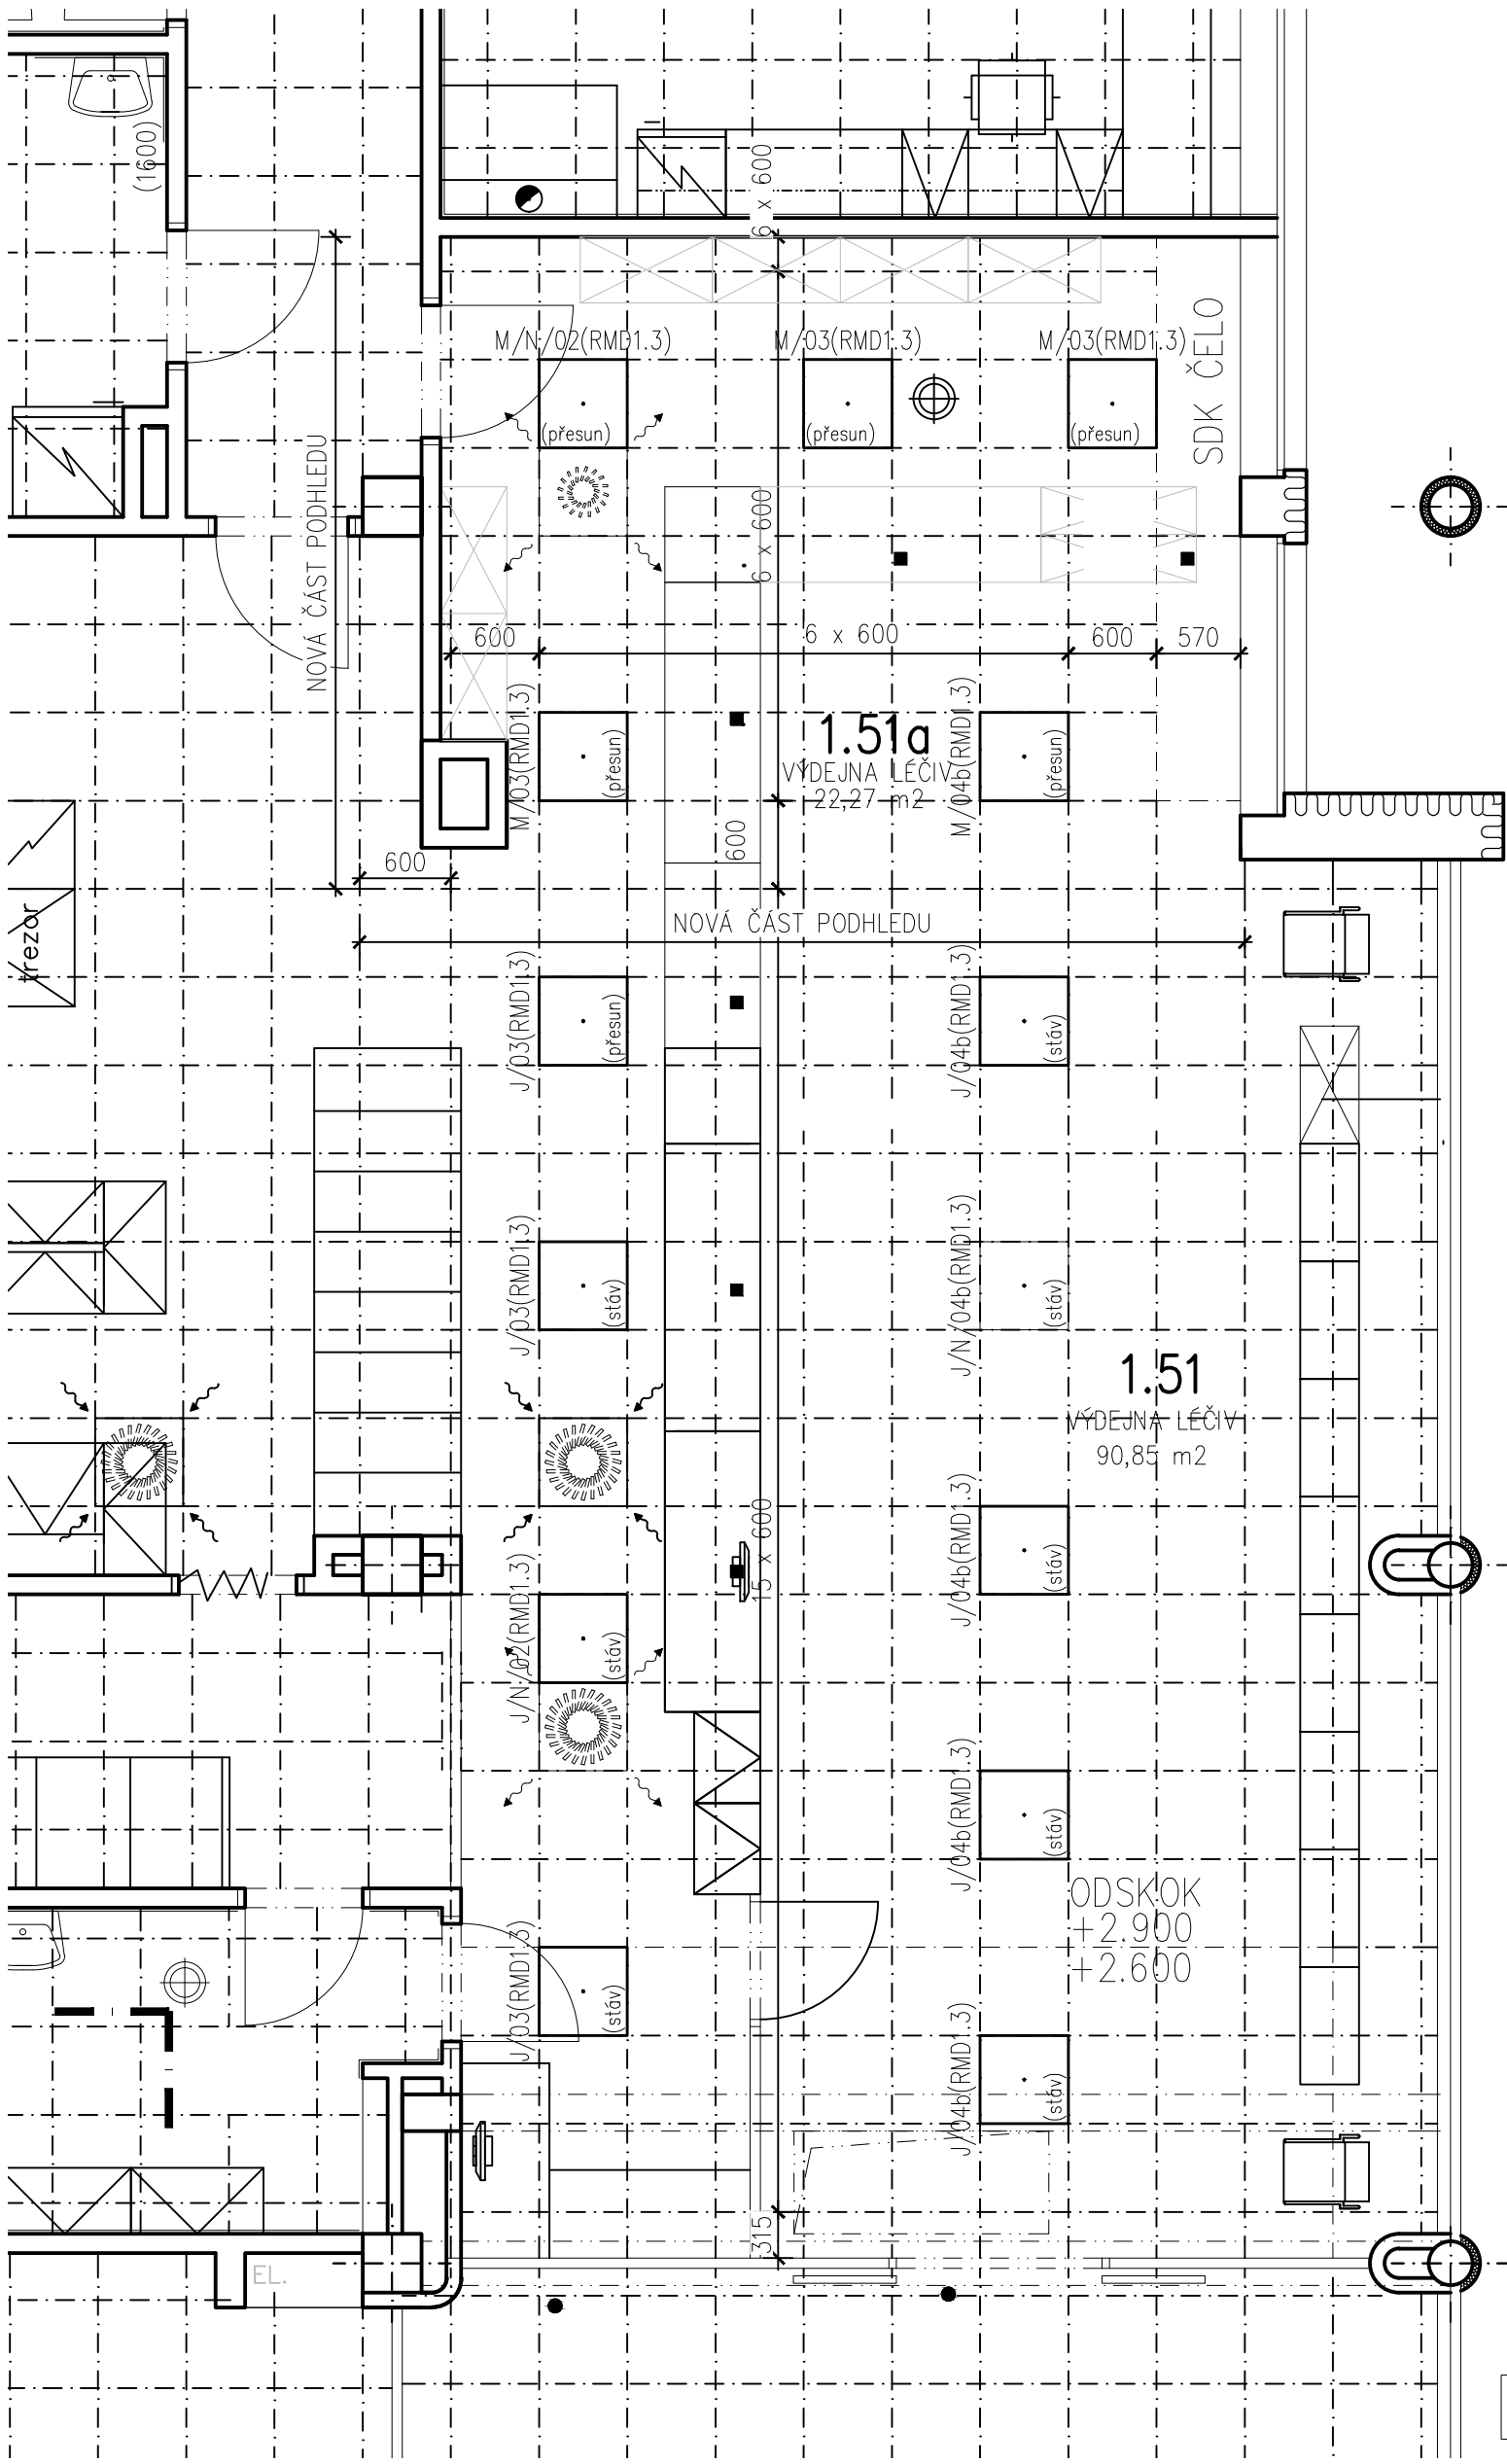 (1600)
6 x 600
M/N/02(RMD1.3)
M/03(RMD1.3)
M/03(RMD1.3)
(přesun)
(přesun)
(přesun)
SDK ČELO
NOVÁ ČÁST PODHLEDU
6 x 600
600
6 x 600
600
570
M/03(RMD1.3)
(přesun)
1.51a
VÝDEJNA LÉČIV
22,27 m2
M/04b(RMD1.3)
(přesun)
600
600
trezor
NOVÁ ČÁST PODHLEDU
J/03(RMD1.3)
(přesun)
J/04b(RMD1.3)
(stáv)
J/03(RMD1.3)
(stáv)
J/N/04b(RMD1.3)
(stáv)
1.51
VÝDEJNA LÉČIV
90,85 m2
15 x 600
J/04b(RMD1.3)
(stáv)
J/N/02(RMD1.3)
(stáv)
J/04b(RMD1.3)
(stáv)
ODSKOK
+2.900
+2.600
J/03(RMD1.3)
(stáv)
J/04b(RMD1.3)
(stáv)
315
EL.